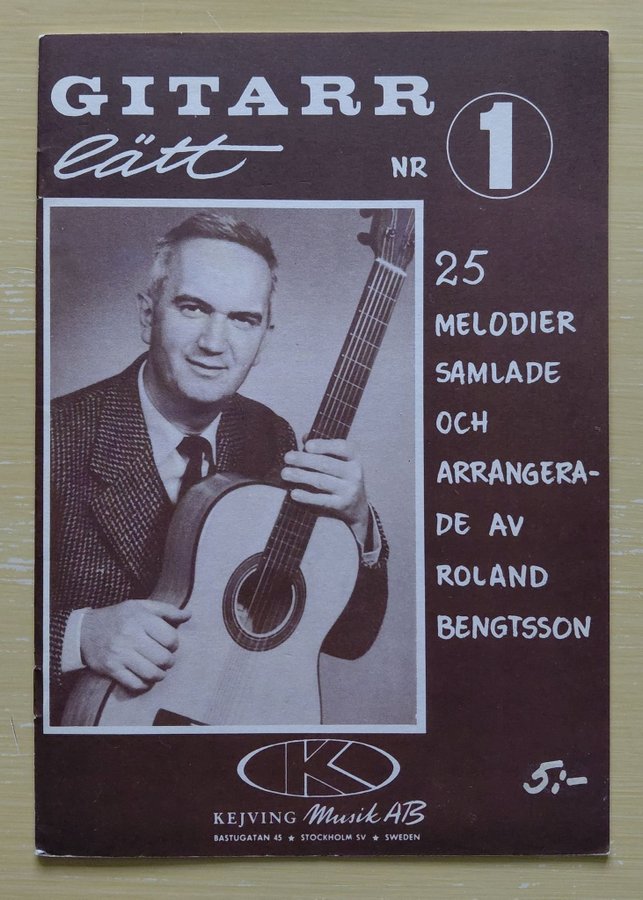 GITARR
lätt
NR 1
25
MELODIER
SAMLADE
OCH
ARRANGERA-
DE AV
ROLAND
BENGTSSON
5:-
K
KEJVING Musik AB
BASTUGATAN 45 ★ STOCKHOLM SV ★ SWEDEN